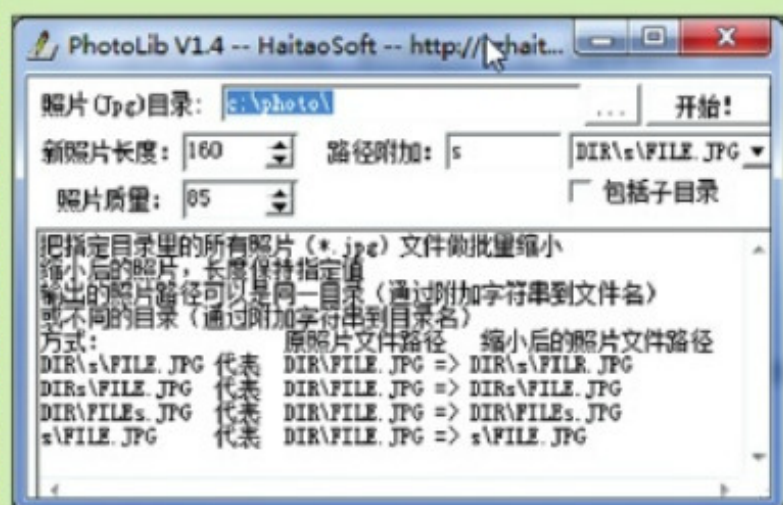 PhotoLib V1.4 -- HaitaoSoft -- http://hait...
照片(Jpg)目录: c:\photo\ ... 开始!
新照片长度: 160 路径附加: s DIR\s\FILE.JPG
照片质量: 85 包括子目录
把指定目录里的所有照片(*.jpg)文件做批量缩小
缩小后的照片,长度保持指定值
输出的照片路径可以是同一目录(通过附加字符串到文件名)
或不同的目录(通过附加字符串到目录名)
方式: 原照片文件路径 缩小后的照片文件路径
DIR\s\FILE.JPG 代表 DIR\FILE.JPG => DIR\s\FILR.JPG
DIRs\FILE.JPG 代表 DIR\FILE.JPG => DIRs\FILE.JPG
DIR\FILEs.JPG 代表 DIR\FILE.JPG => DIR\FILEs.JPG
s\FILE.JPG 代表 DIR\FILE.JPG => s\FILE.JPG